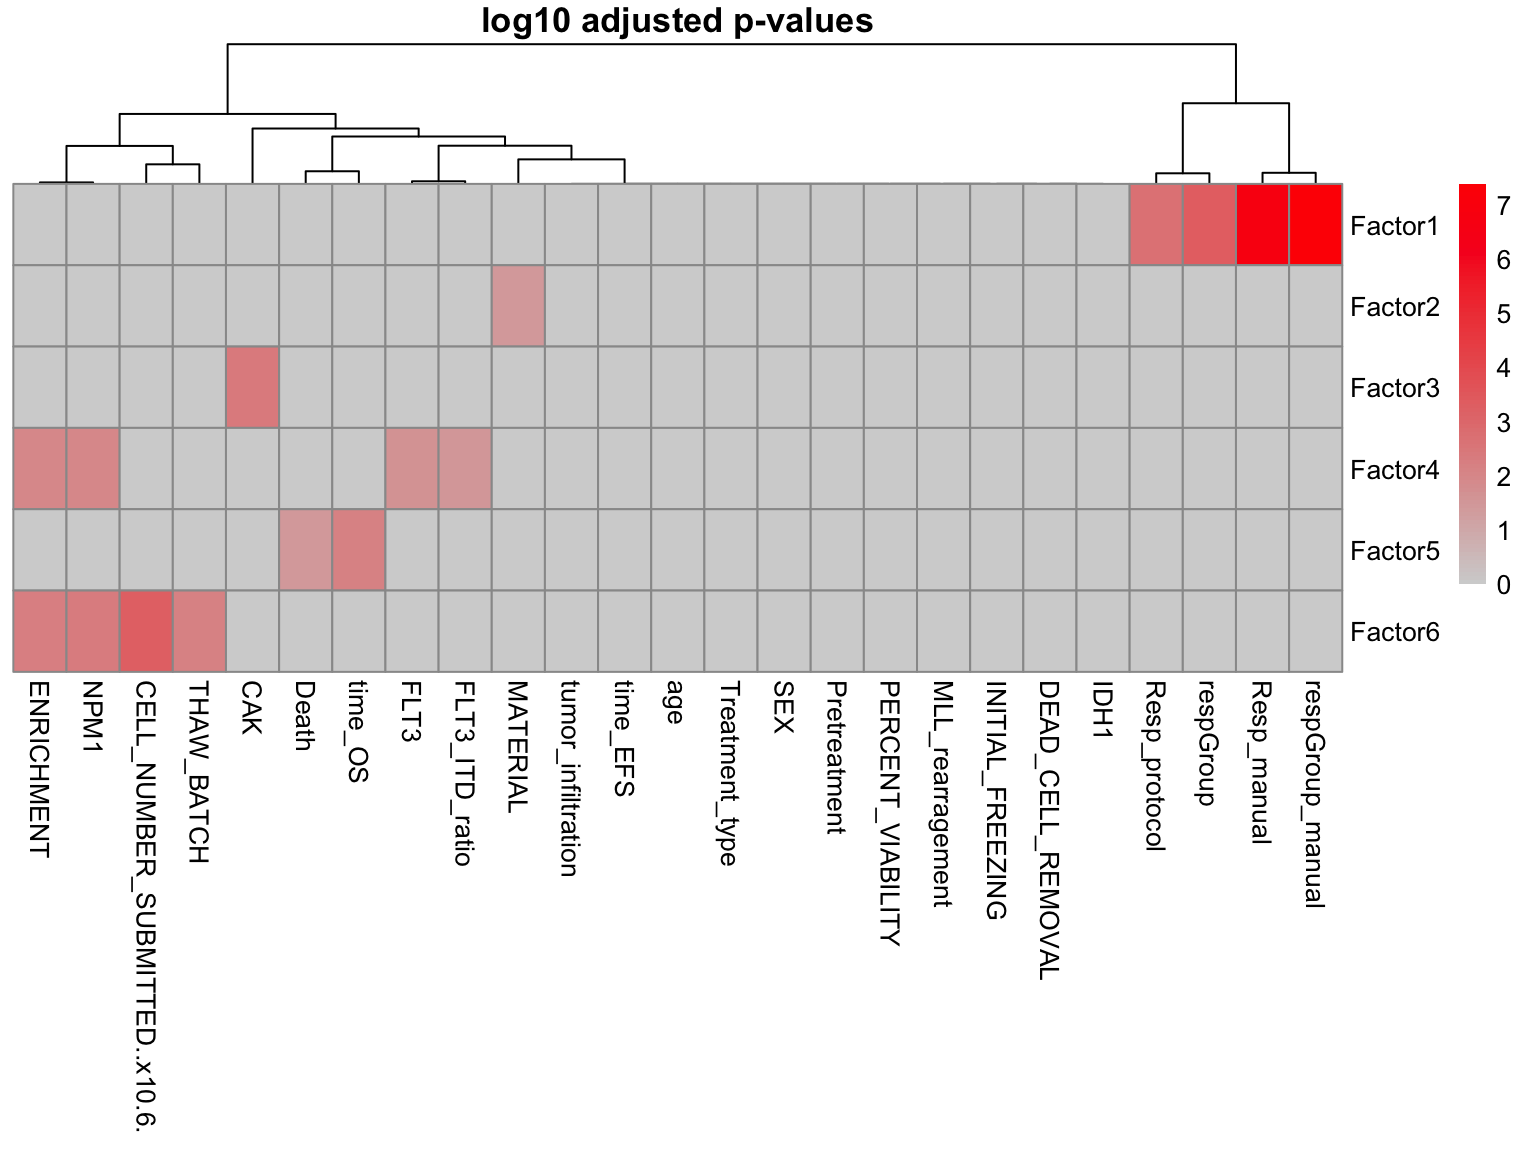 log10 adjusted p-values
7
6
5
4
3
2
1
0
Factor1
Factor2
Factor3
Factor4
Factor5
Factor6
ENRICHMENT
NPM1
CELL_NUMBER_SUBMITTED..x10.6.
THAW_BATCH
CAK
Death
time_OS
FLT3
FLT3_ITD_ratio
MATERIAL
tumor_infiltration
time_EFS
age
Treatment_type
SEX
Pretreatment
PERCENT_VIABILITY
MLL_rearragement
INITIAL_FREEZING
DEAD_CELL_REMOVAL
IDH1
Resp_protocol
respGroup
Resp_manual
respGroup_manual